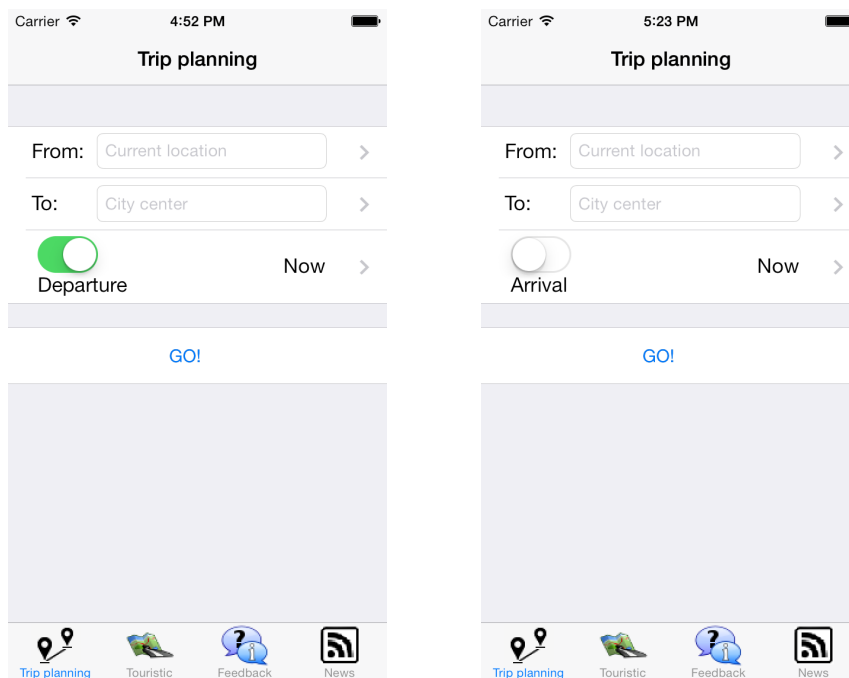 Carrier 4:52 PM
Trip planning
From: Current location
To: City center
Departure
Now
GO!
Trip planning Touristic Feedback News
Carrier 5:23 PM
Trip planning
From: Current location
To: City center
Arrival
Now
GO!
Trip planning Touristic Feedback News